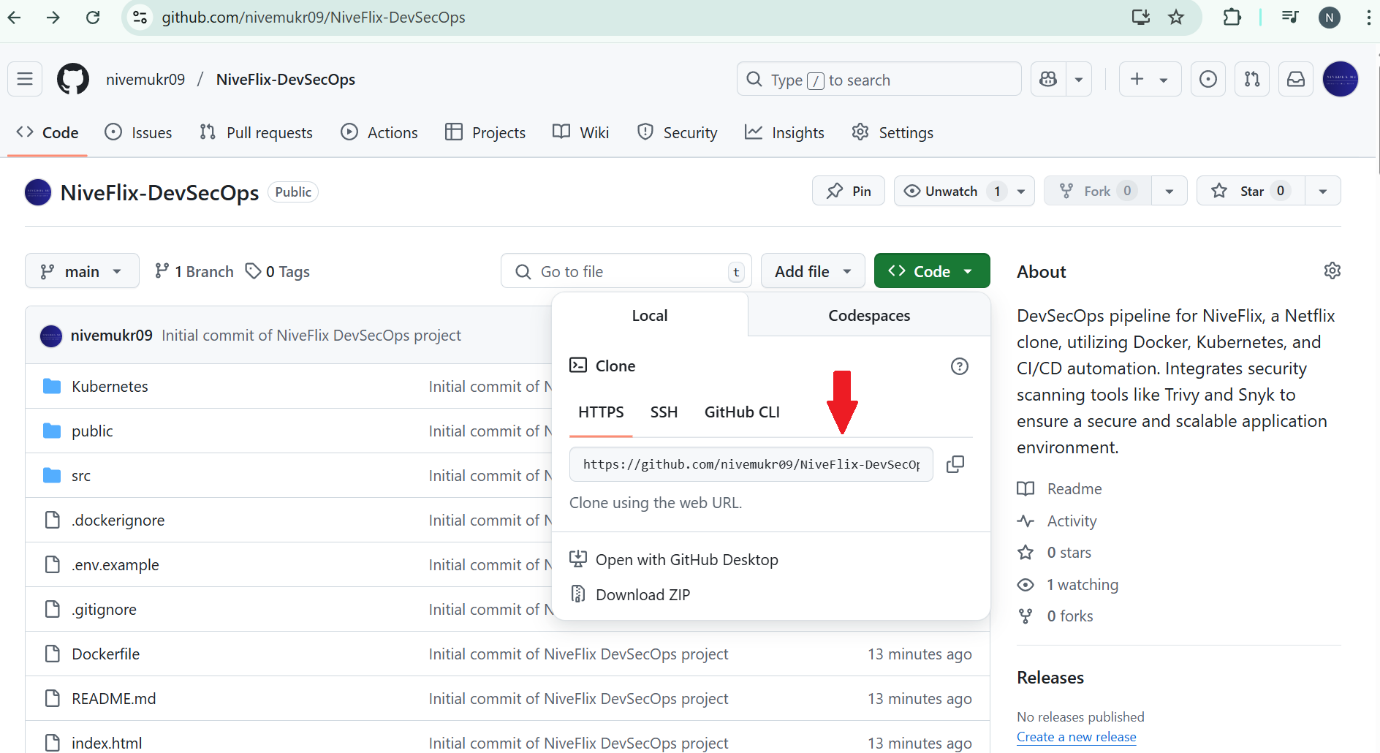 github.com/nivemukr09/NiveFlix-DevSecOps
N
nivemukr09 / NiveFlix-DevSecOps
Type / to search
Code Issues Pull requests Actions Projects Wiki Security Insights Settings
NiveFlix-DevSecOps Public
Pin Unwatch 1 Fork 0 Star 0
main 1 Branch 0 Tags
Go to file t Add file Code
nivemukr09 Initial commit of NiveFlix DevSecOps project
Kubernetes Initial commit of N
public Initial commit of N
src Initial commit of N
.dockerignore Initial commit of N
.env.example Initial commit of N
.gitignore Initial commit of N
Dockerfile Initial commit of NiveFlix DevSecOps project 13 minutes ago
README.md Initial commit of NiveFlix DevSecOps project 13 minutes ago
index.html Initial commit of NiveFlix DevSecOps project 13 minutes ago
Local Codespaces
Clone
HTTPS SSH GitHub CLI
https://github.com/nivemukr09/NiveFlix-DevSecOp
Clone using the web URL.
Open with GitHub Desktop
Download ZIP
About
DevSecOps pipeline for NiveFlix, a Netflix
clone, utilizing Docker, Kubernetes, and
CI/CD automation. Integrates security
scanning tools like Trivy and Snyk to
ensure a secure and scalable application
environment.
Readme
Activity
0 stars
1 watching
0 forks
Releases
No releases published
Create a new release